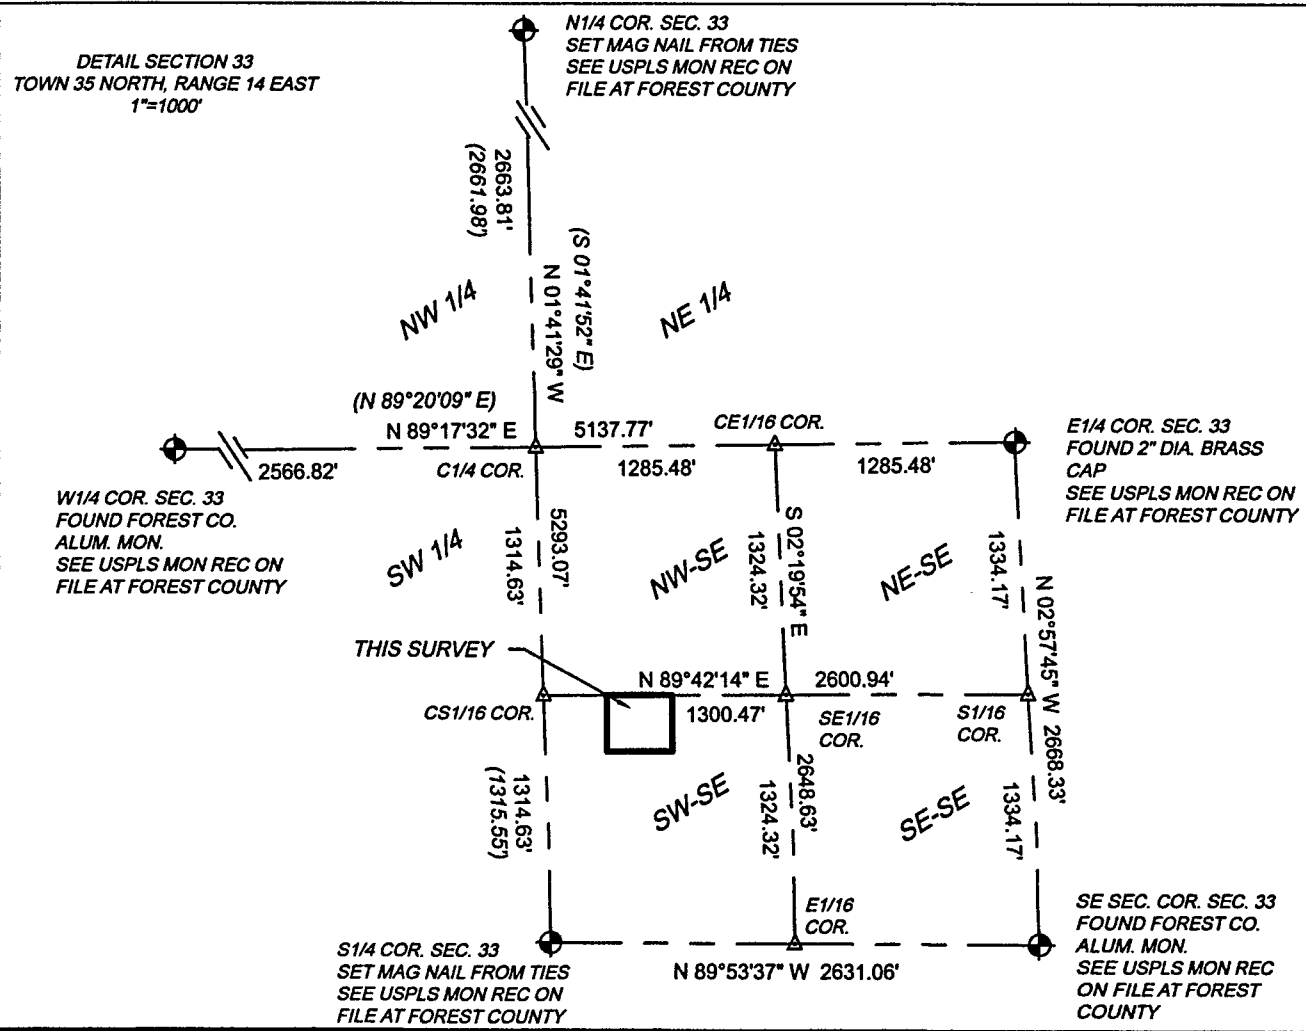 N1/4 COR. SEC. 33
SET MAG NAIL FROM TIES
SEE USPLS MON REC ON
FILE AT FOREST COUNTY
DETAIL SECTION 33
TOWN 35 NORTH, RANGE 14 EAST
1"=1000'
2663.81'
(2661.98')
(S 01°41'52" E)
N 01°41'29" W
NW 1/4
NE 1/4
(N 89°20'09" E)
N 89°17'32" E
5137.77'
CE1/16 COR.
2566.82'
C1/4 COR.
1285.48'
1285.48'
E1/4 COR. SEC. 33
FOUND 2" DIA. BRASS
CAP
SEE USPLS MON REC ON
FILE AT FOREST COUNTY
W1/4 COR. SEC. 33
FOUND FOREST CO.
ALUM. MON.
SEE USPLS MON REC ON
FILE AT FOREST COUNTY
SW 1/4
5293.07'
1314.63'
NW-SE
S 02°19'54" E
1324.32'
NE-SE
1334.17'
N 02°57'45" W 2668.33'
THIS SURVEY
N 89°42'14" E
2600.94'
CS1/16 COR.
1300.47'
SE1/16
COR.
S1/16
COR.
1314.63'
(1315.55')
SW-SE
2648.63'
1324.32'
SE-SE
1334.17'
E1/16
COR.
S1/4 COR. SEC. 33
SET MAG NAIL FROM TIES
SEE USPLS MON REC ON
FILE AT FOREST COUNTY
N 89°53'37" W 2631.06'
SE SEC. COR. SEC. 33
FOUND FOREST CO.
ALUM. MON.
SEE USPLS MON REC
ON FILE AT FOREST
COUNTY